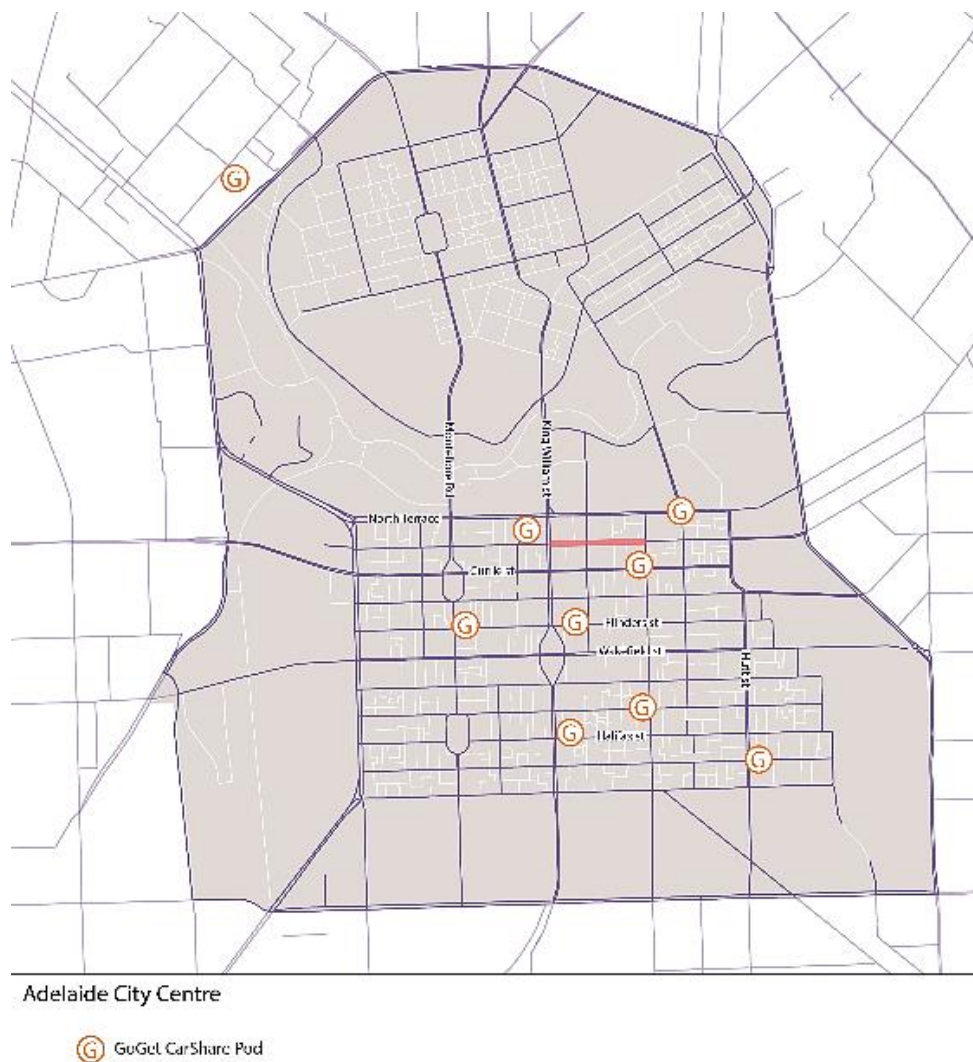 G
Montefiore Rd
King William st
G
North Terrace
G
Currie st
G
G
G
Flinders st
Wakefield st
Hutt st
G
G
Halifax st
G
Adelaide City Centre
G GoGet CarShare Pod